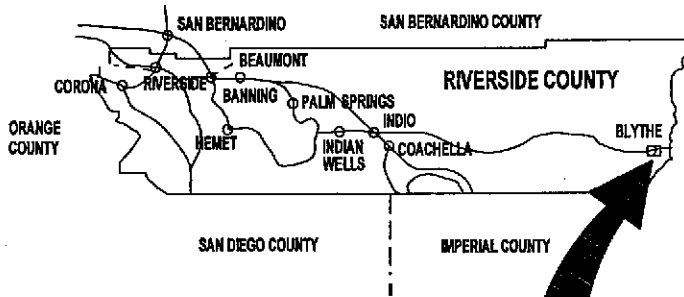 SAN BERNARDINO
SAN BERNARDINO COUNTY
BEAUMONT
RIVERSIDE
RIVERSIDE COUNTY
CORONA
BANNING
PALM SPRINGS
ORANGE
COUNTY
HEMET
INDIO
BLYTHE
INDIAN
WELLS
COACHELLA
SAN DIEGO COUNTY
IMPERIAL COUNTY